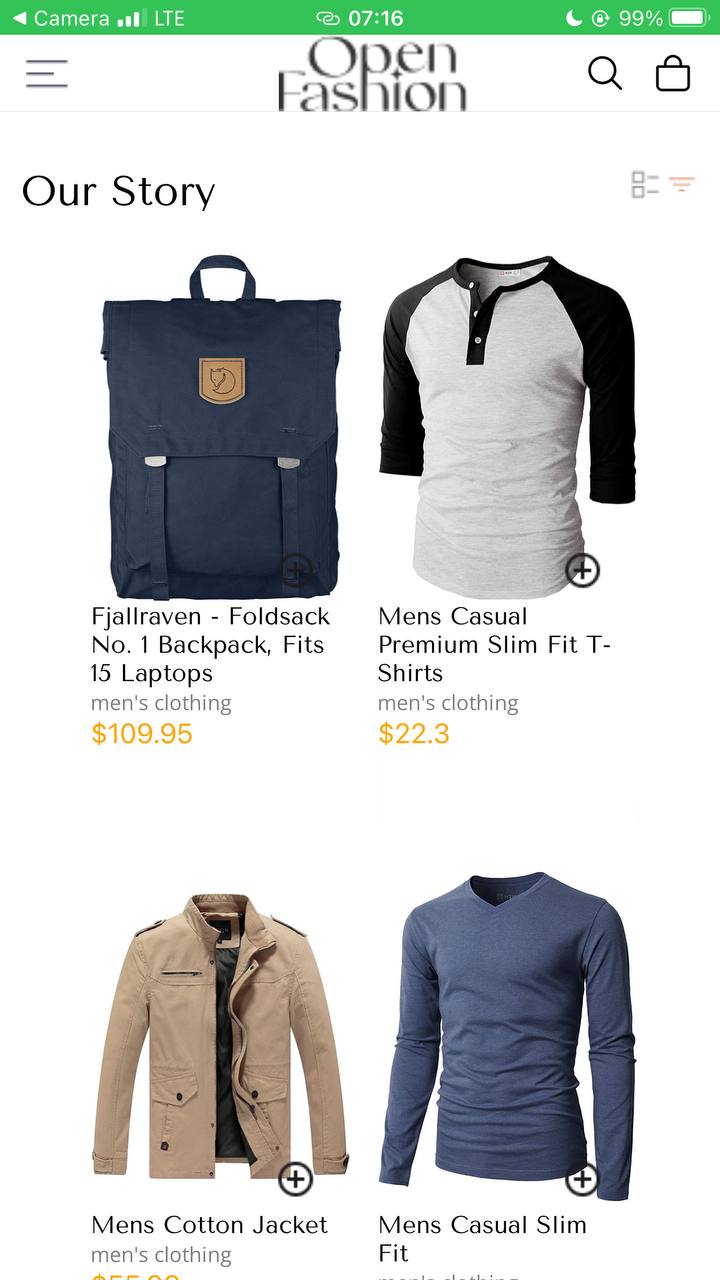 Camera LTE 07:16 99%
Open
Fashion
Our Story
Fjallraven - Foldsack
No. 1 Backpack, Fits
15 Laptops
men's clothing
$109.95
Mens Casual
Premium Slim Fit T-
Shirts
men's clothing
$22.3
Mens Cotton Jacket
men's clothing
Mens Casual Slim
Fit
men's clothing